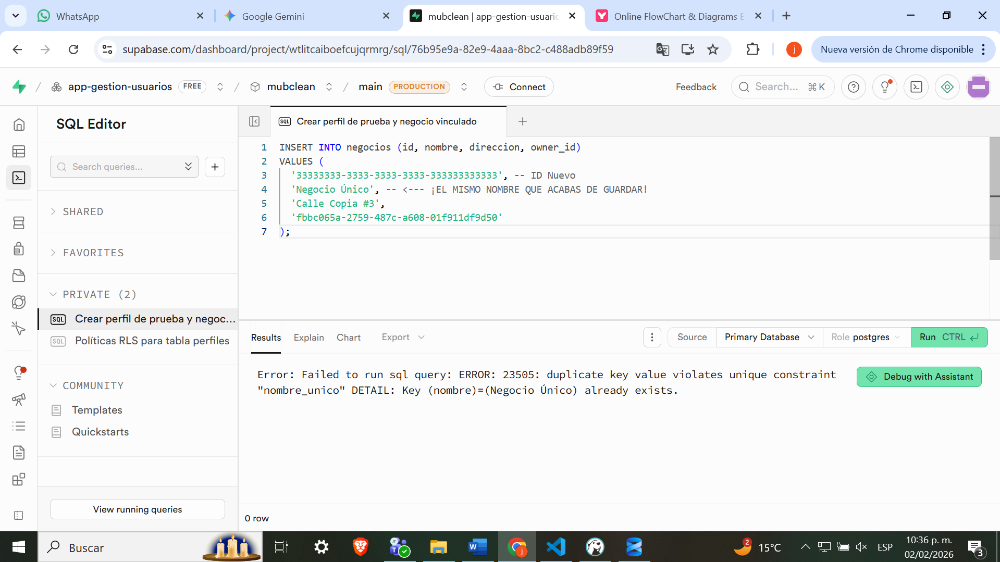 WhatsApp
Google Gemini
mubclean | app-gestion-usuario
Online FlowChart & Diagrams E
supabase.com/dashboard/project/wtlitcaiboefcujqrmrg/sql/76b95e9a-82e9-4aaa-8bc2-c488adb89f59
j
Nueva versión de Chrome disponible
/ app-gestion-usuarios FREE / mubclean / main PRODUCTION Connect
Feedback Search... ⌘ K
SQL Editor
SQL Crear perfil de prueba y negocio vinculado
Search queries...
SHARED
FAVORITES
PRIVATE (2)
SQL Crear perfil de prueba y negoc...
SQL Políticas RLS para tabla perfiles
COMMUNITY
Templates
Quickstarts
View running queries
1 INSERT INTO negocios (id, nombre, direccion, owner_id)
2 VALUES (
3 '33333333-3333-3333-3333-333333333333', -- ID Nuevo
4 'Negocio Único', -- <--- ¡EL MISMO NOMBRE QUE ACABAS DE GUARDAR!
5 'Calle Copia #3',
6 'fbbc065a-2759-487c-a608-01f911df9d50'
7 );
Results Explain Chart Export
Source Primary Database Role postgres Run CTRL
Error: Failed to run sql query: ERROR: 23505: duplicate key value violates unique constraint
"nombre_unico" DETAIL: Key (nombre)=(Negocio Único) already exists.
Debug with Assistant
0 row
Buscar
T
W
j
2
15°C
ESP
10:36 p. m.
02/02/2026
3